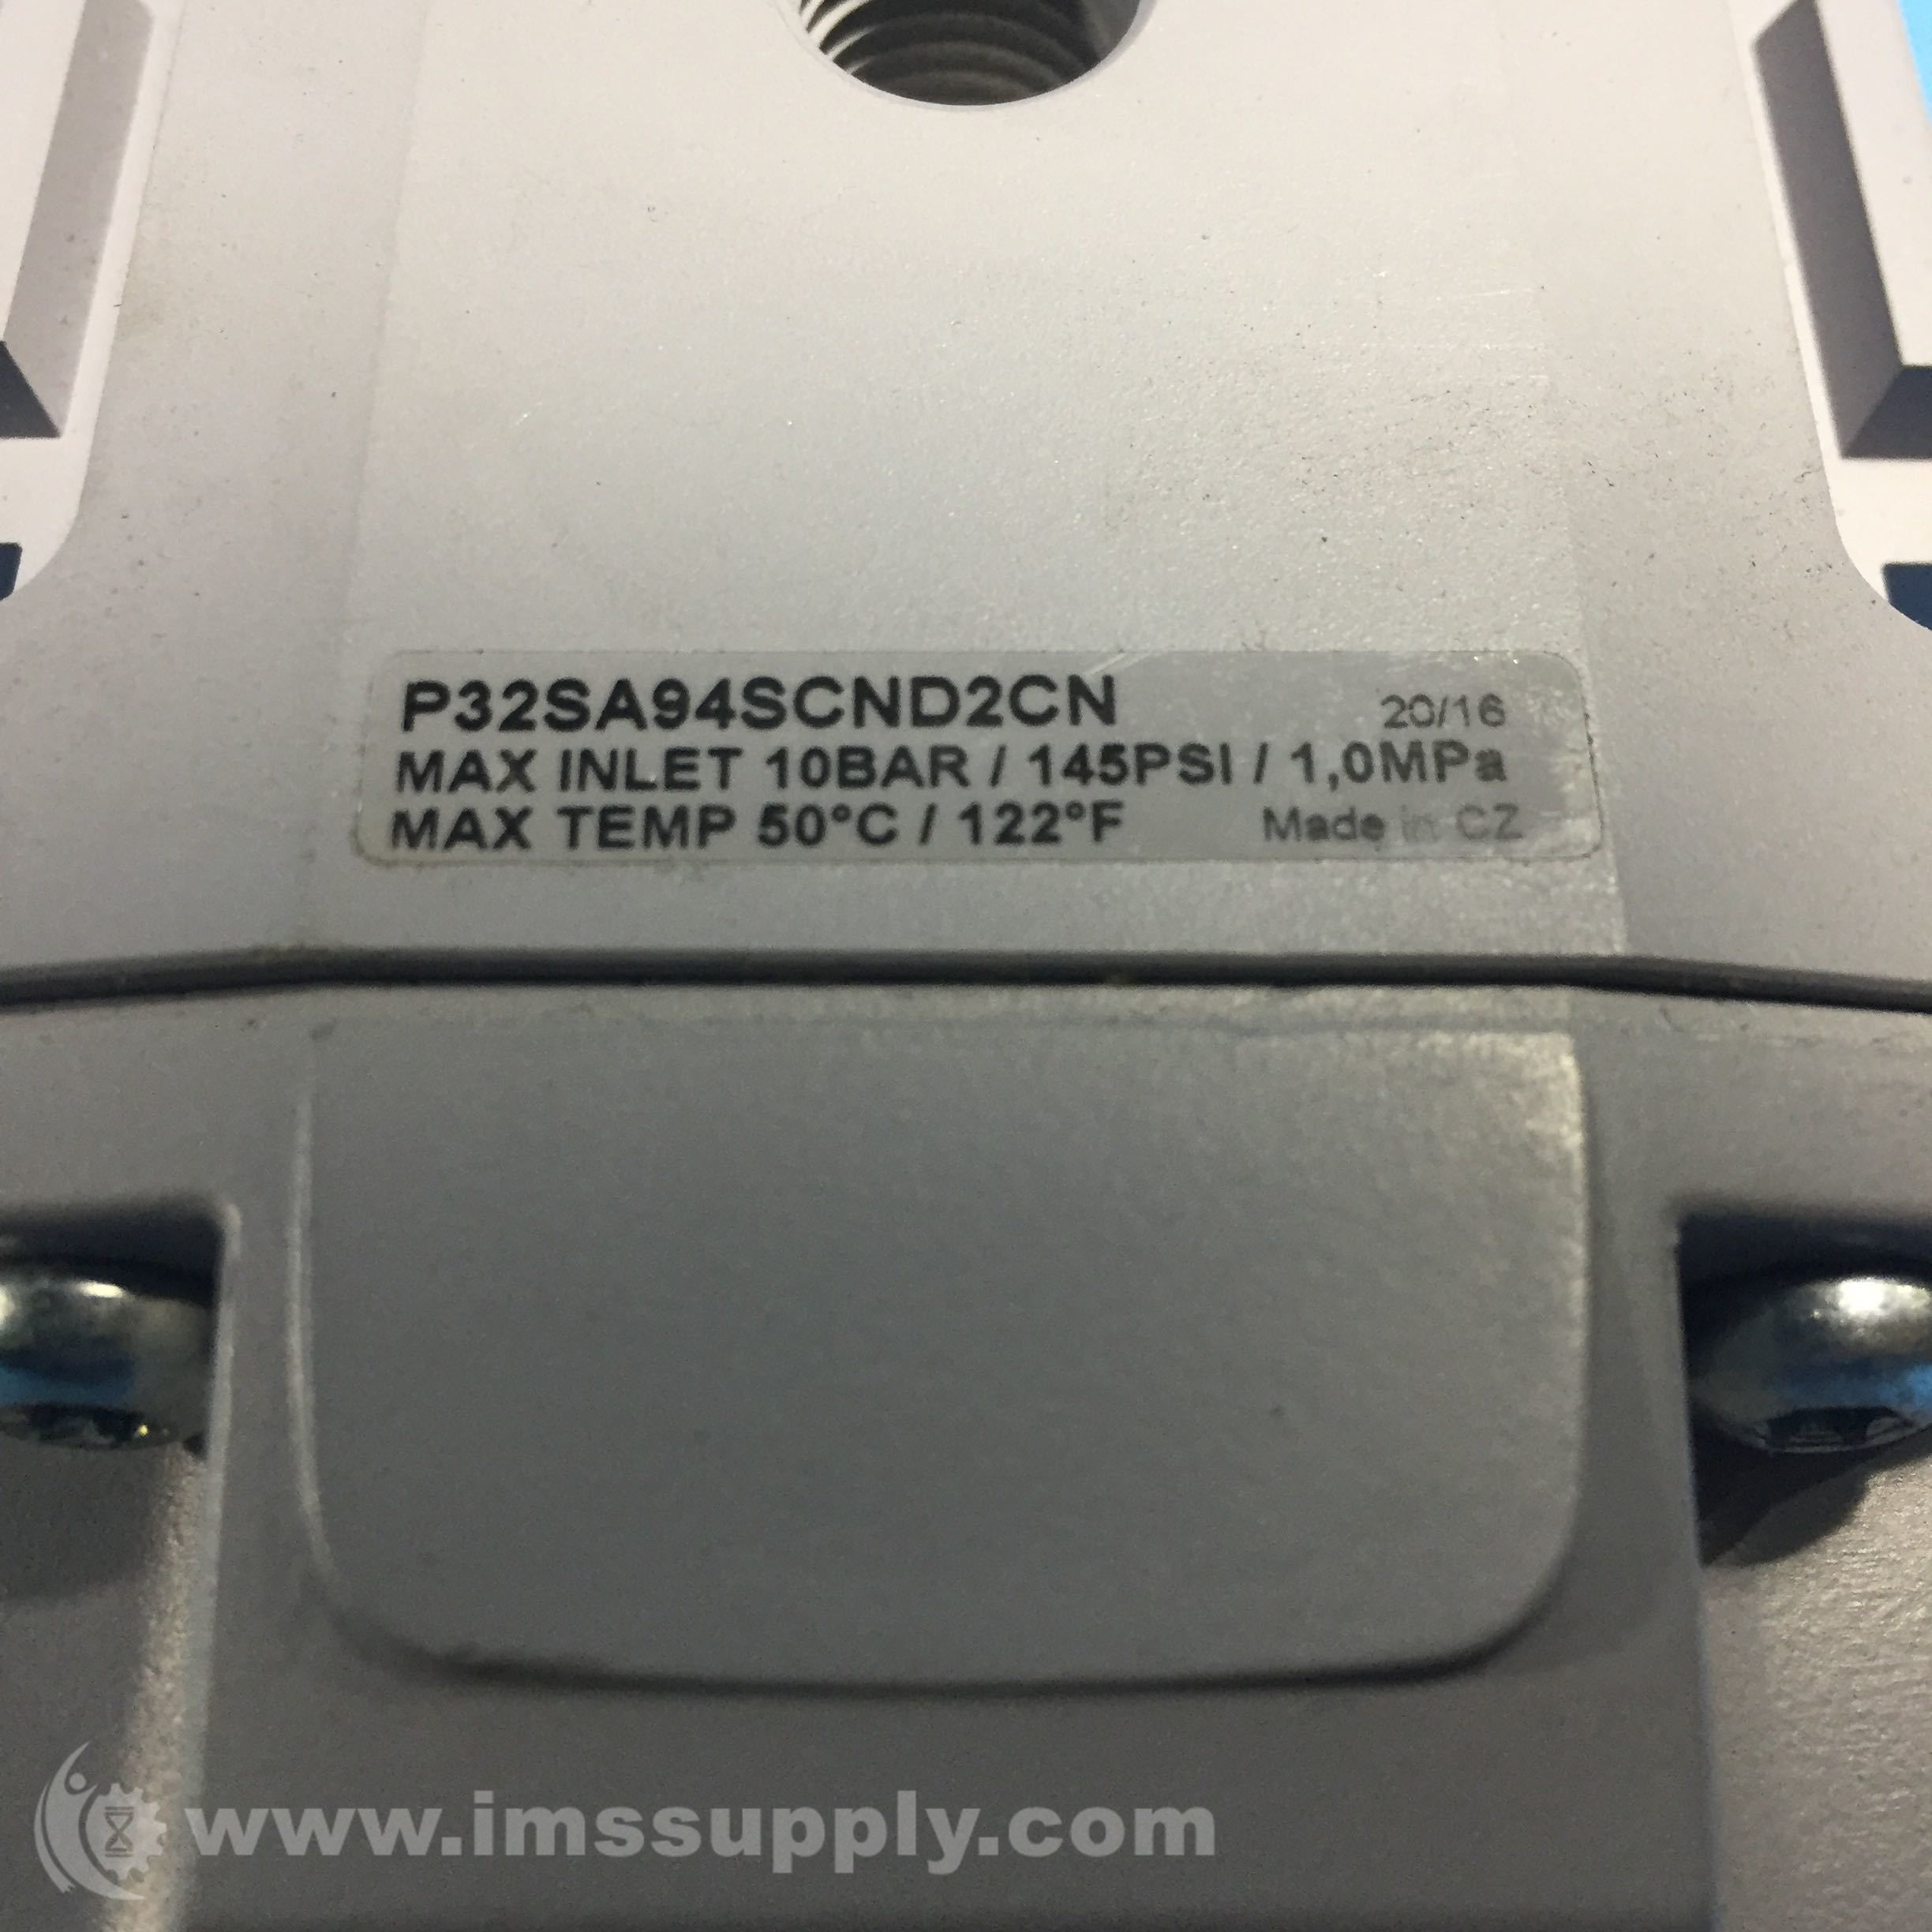 P32SA94SCND2CN 20/16
MAX INLET 10BAR / 145PSI / 1,0MPa
MAX TEMP 50°C / 122°F Made in CZ
www.imssupply.com